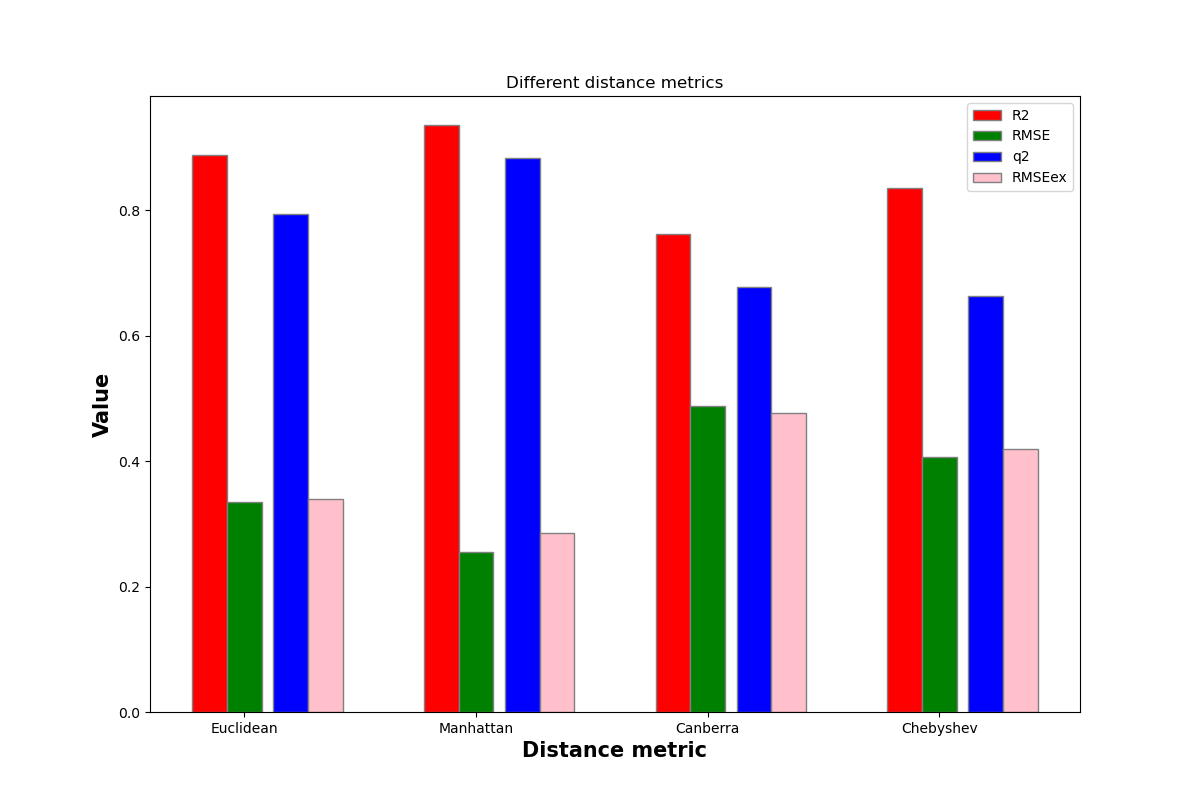 Different distance metrics
R2
RMSE
q2
RMSEex
0.8
0.6
0.4
0.2
0.0
Value
Euclidean Manhattan Canberra Chebyshev
Distance metric